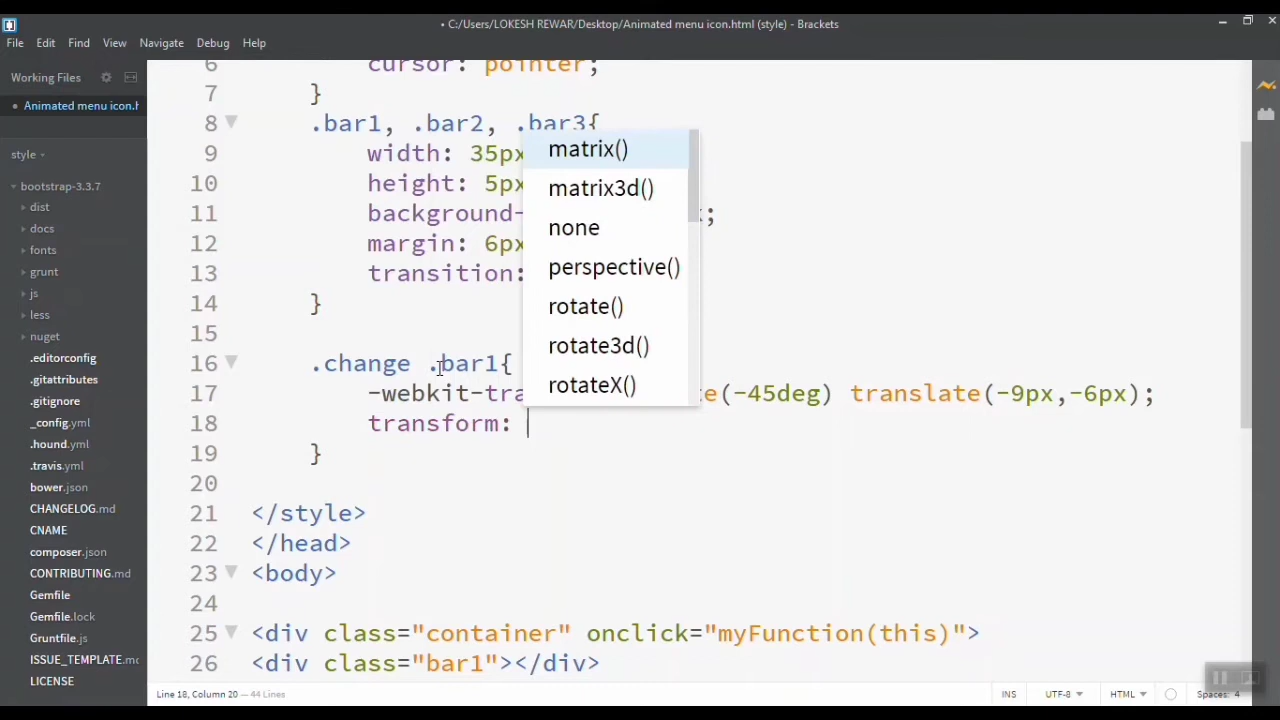 • C:/Users/LOKESH REWAR/Desktop/Animated menu icon.html (style) - Brackets
File Edit Find View Navigate Debug Help
Working Files
• Animated menu icon.h
style
bootstrap-3.3.7
dist
docs
fonts
grunt
js
less
nuget
.editorconfig
.gitattributes
.gitignore
_config.yml
.hound.yml
.travis.yml
bower.json
CHANGELOG.md
CNAME
composer.json
CONTRIBUTING.md
Gemfile
Gemfile.lock
Gruntfile.js
ISSUE_TEMPLATE.mc
LICENSE
6 cursor: pointer;
7 }
8 .bar1, .bar2, .bar3{
9 width: 35px
10 height: 5px
11 background- ;
12 margin: 6px
13 transition:
14 }
15
16 .change .bar1{
17 -webkit-tra te(-45deg) translate(-9px,-6px);
18 transform:
19 }
20
21 </style>
22 </head>
23 <body>
24
25 <div class="container" onclick="myFunction(this)">
26 <div class="bar1"></div>
matrix()
matrix3d()
none
perspective()
rotate()
rotate3d()
rotateX()
Line 18, Column 20 — 44 Lines
INS UTF-8 HTML Spaces: 4